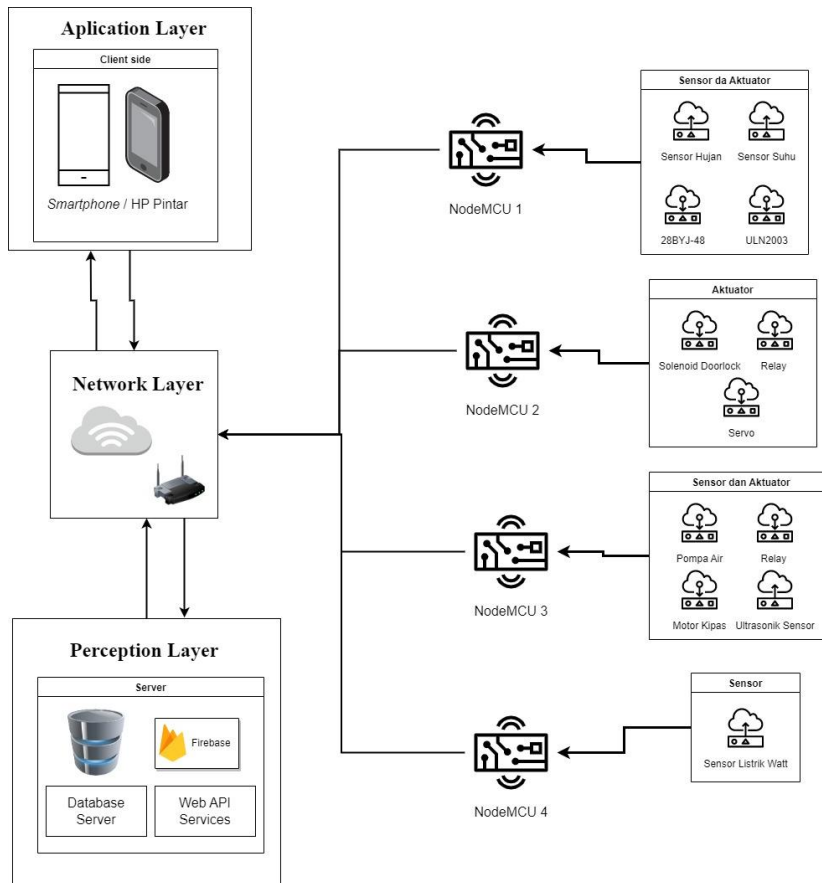 Aplication Layer
Client side
Smartphone / HP Pintar
Network Layer
Perception Layer
Server
Firebase
Database
Server
Web API
Services
NodeMCU 1
NodeMCU 2
NodeMCU 3
NodeMCU 4
Sensor da Aktuator
Sensor Hujan
Sensor Suhu
28BYJ-48
ULN2003
Aktuator
Solenoid Doorlock
Relay
Servo
Sensor dan Aktuator
Pompa Air
Relay
Motor Kipas
Ultrasonik Sensor
Sensor
Sensor Listrik Watt